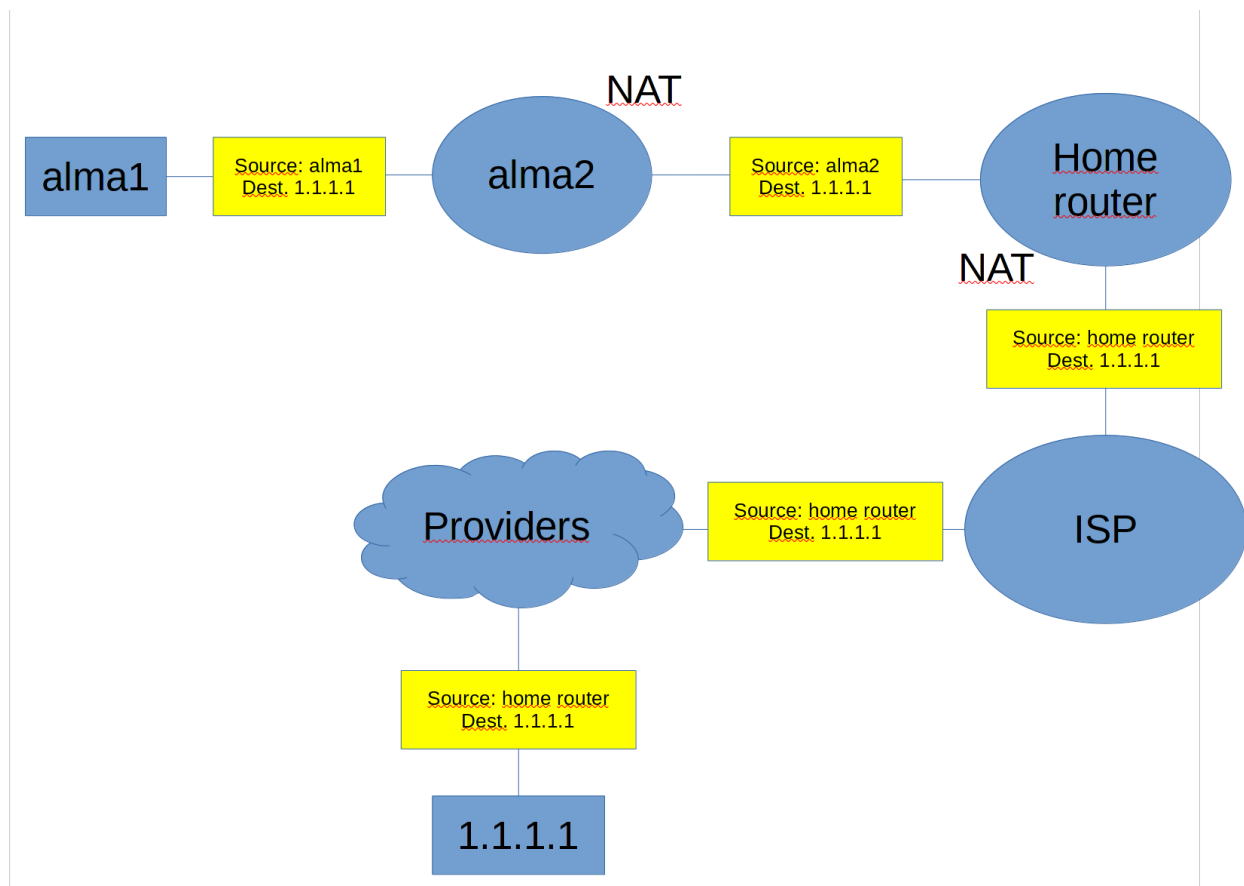 NAT
alma1
Source: alma1
Dest. 1.1.1.1
alma2
Source: alma2
Dest. 1.1.1.1
Home
router
NAT
Source: home router
Dest. 1.1.1.1
Providers
Source: home router
Dest. 1.1.1.1
ISP
Source: home router
Dest. 1.1.1.1
1.1.1.1